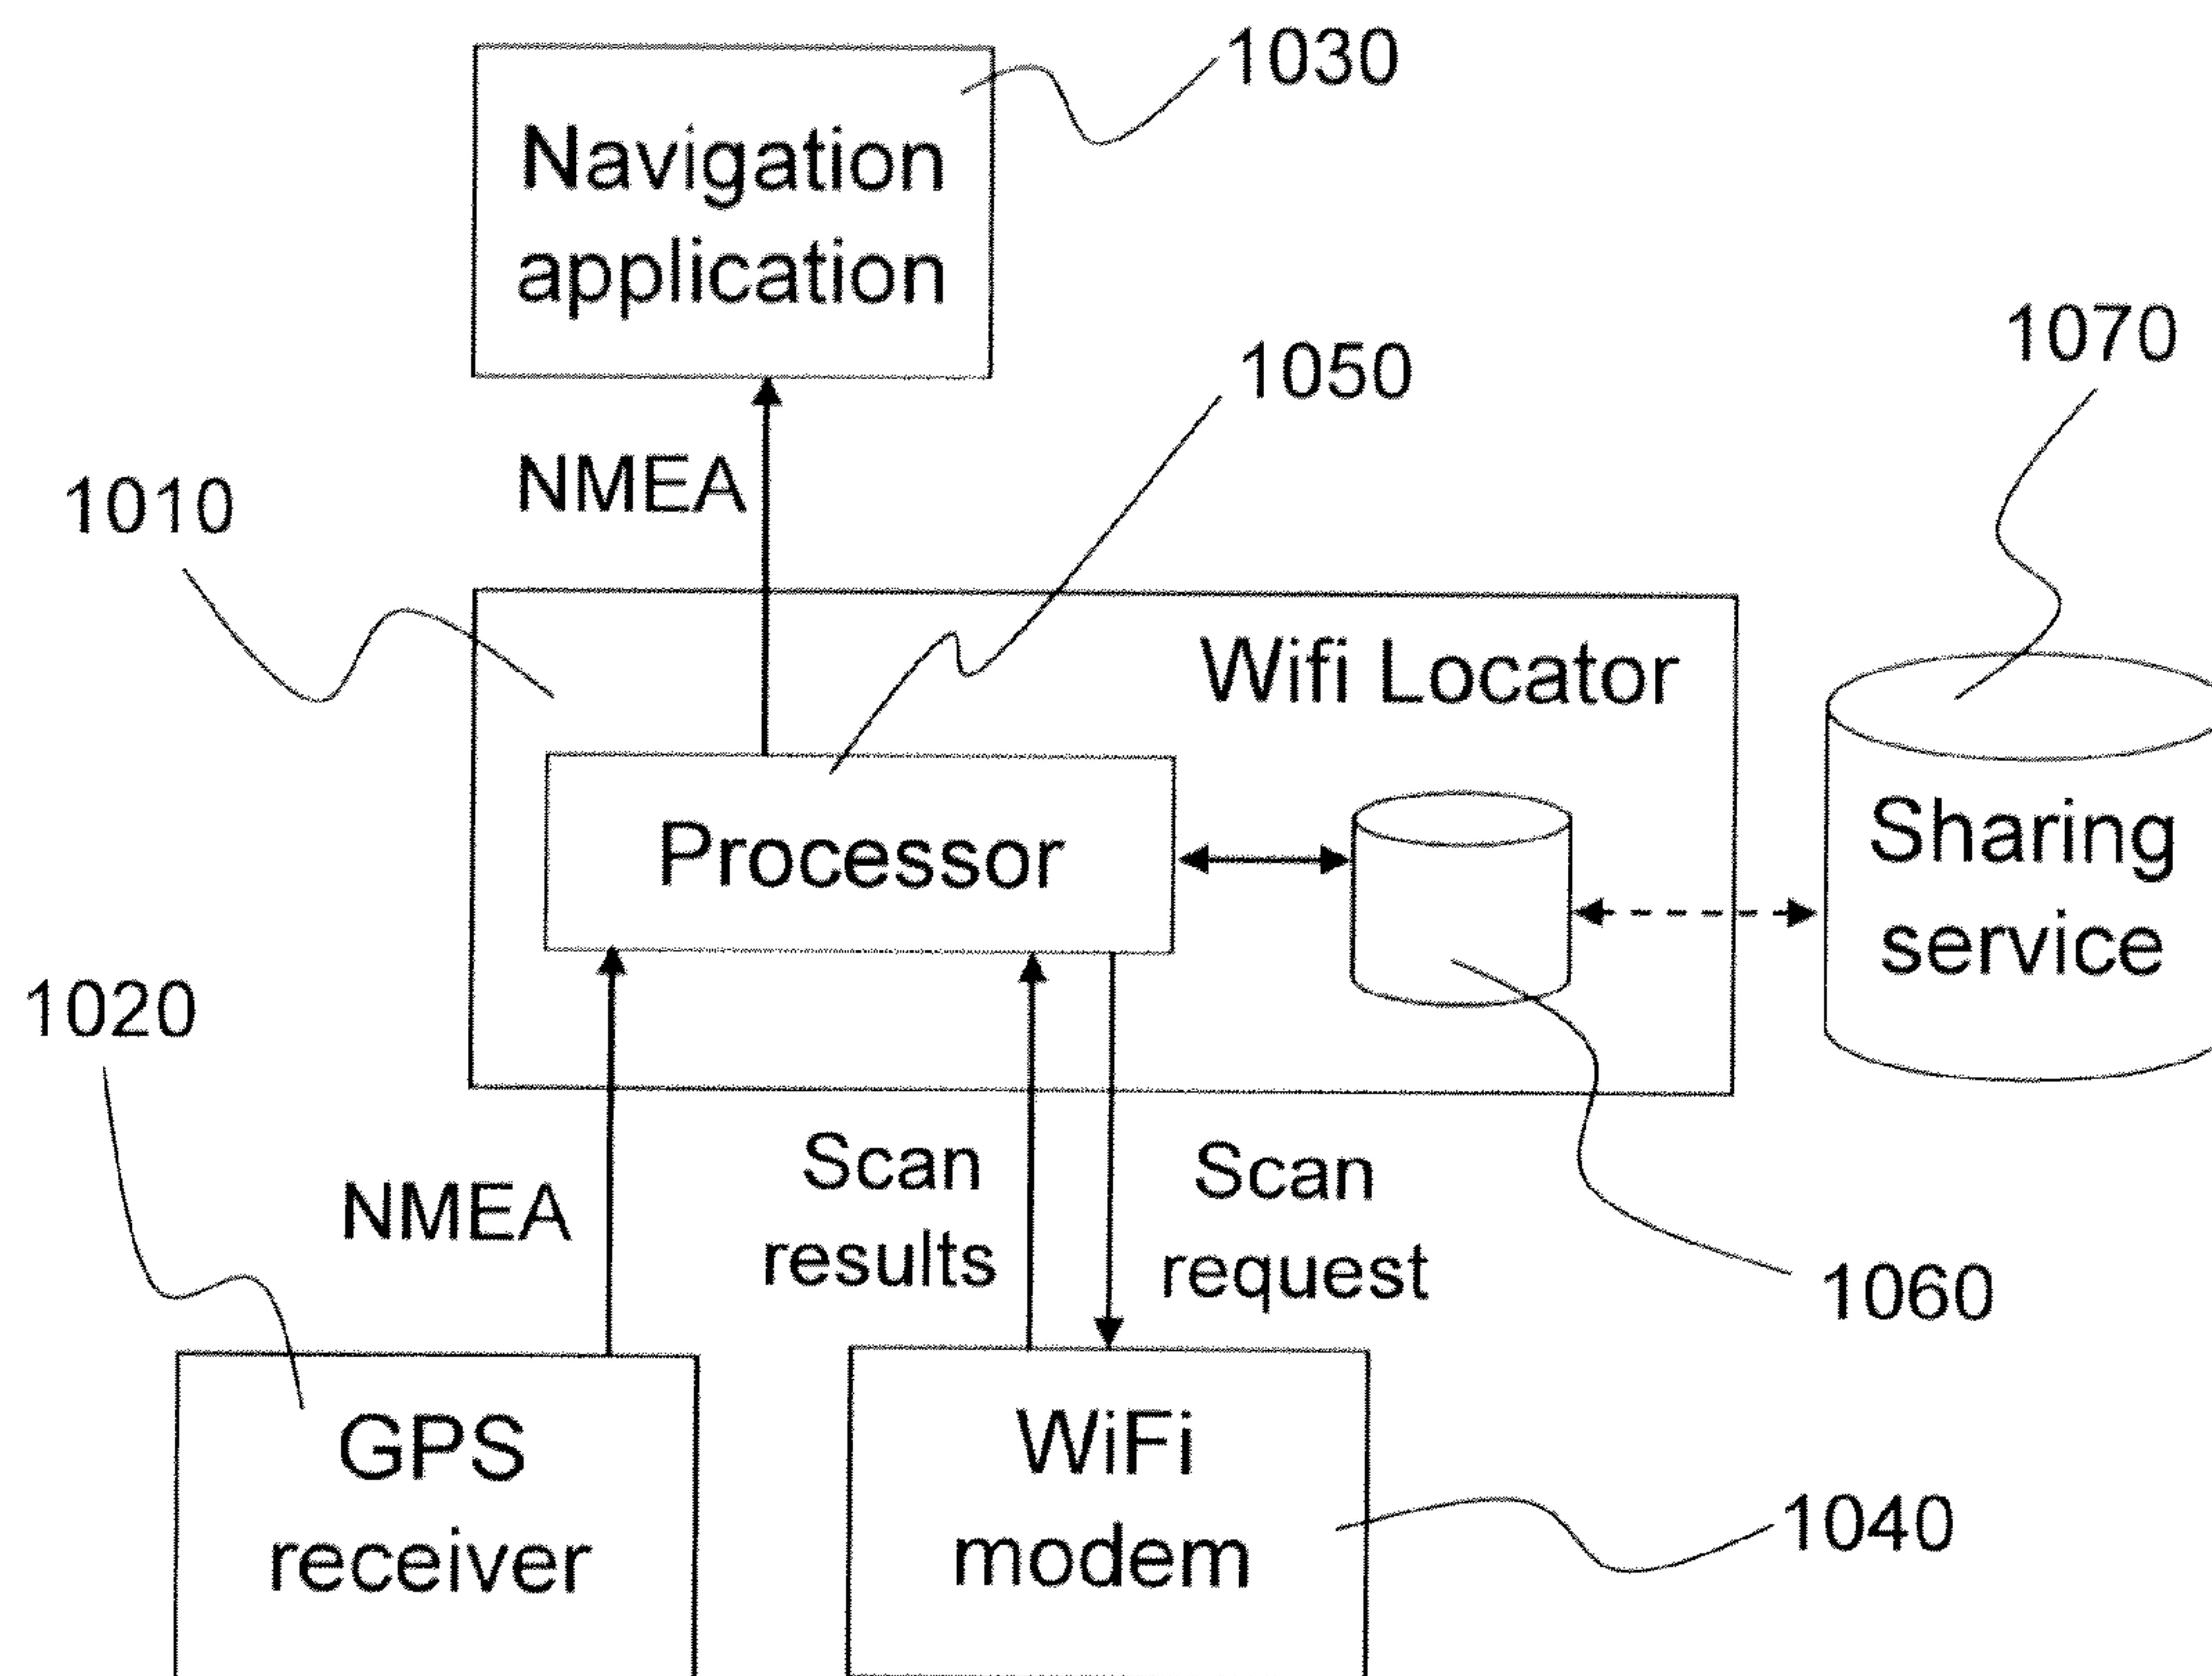 1030
Navigation
application
1070
1050
NMEA
1010
Wifi Locator
Processor
Sharing
service
1020
Scan
results
Scan
request
NMEA
1060
GPS
receiver
WiFi
modem
1040